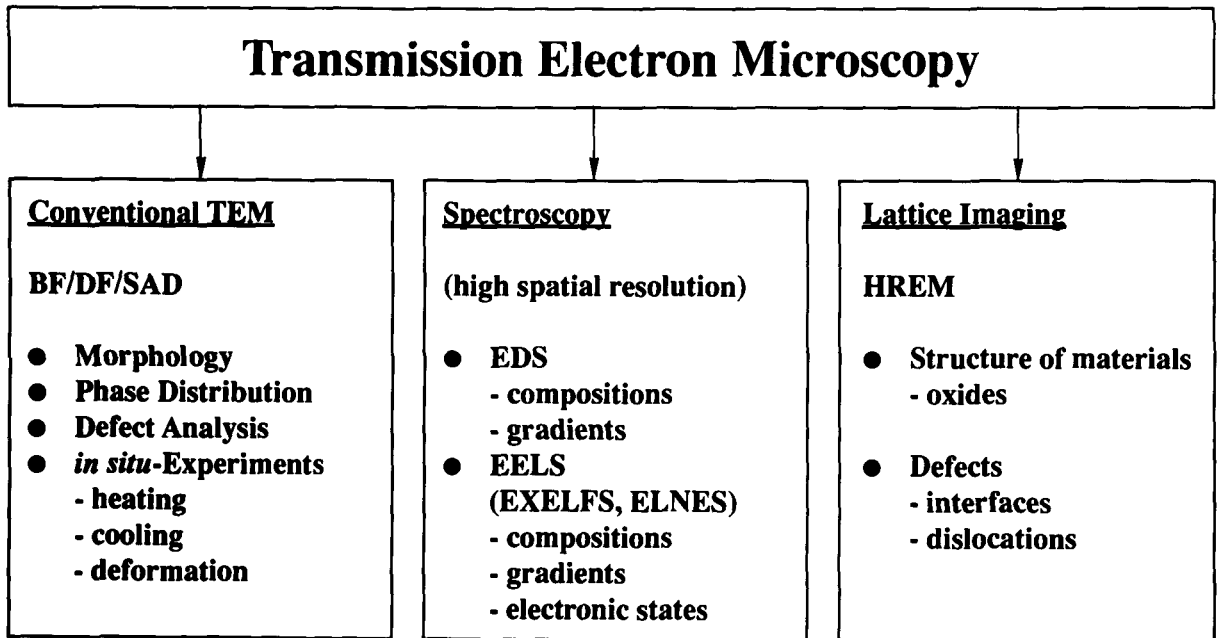 Transmission Electron Microscopy
Conventional TEM
BF/DF/SAD
● Morphology
● Phase Distribution
● Defect Analysis
● in situ-Experiments
- heating
- cooling
- deformation
Spectroscopy
(high spatial resolution)
● EDS
- compositions
- gradients
● EELS
(EXELFS, ELNES)
- compositions
- gradients
- electronic states
Lattice Imaging
HREM
● Structure of materials
- oxides
● Defects
- interfaces
- dislocations